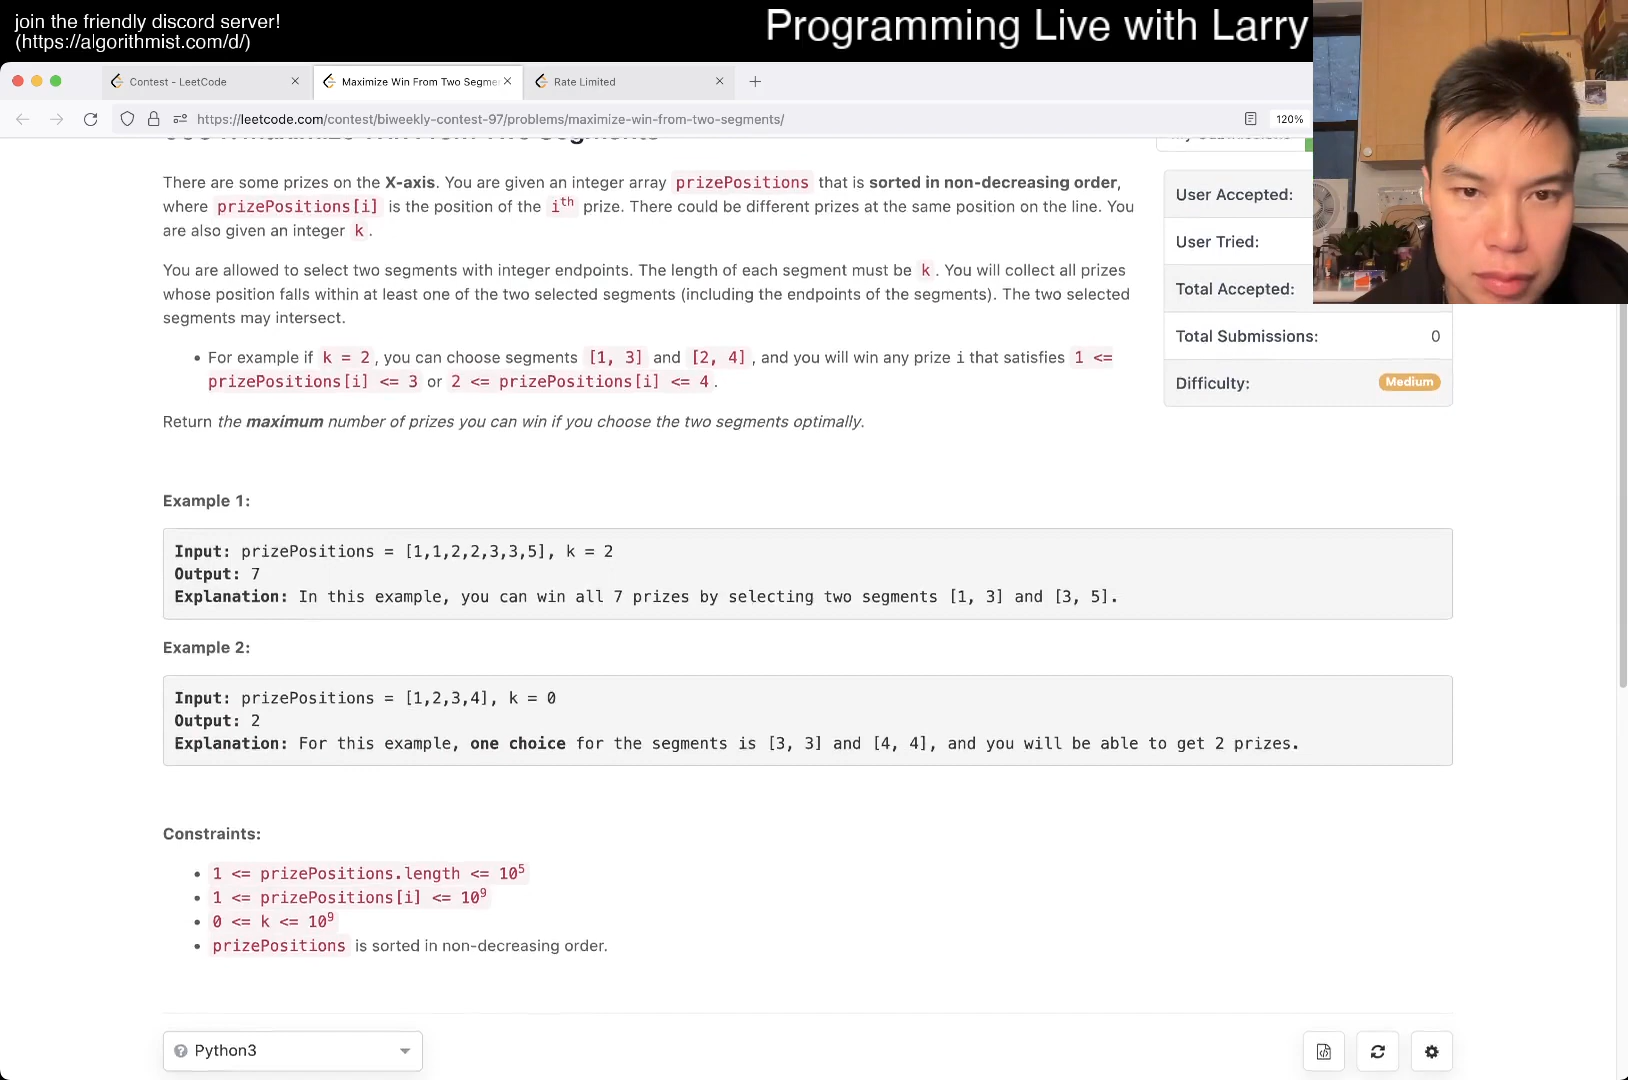 join the friendly discord server!
(https://algorithmist.com/d/)
Programming Live with Larry
Contest - LeetCode
Maximize Win From Two Segme
Rate Limited
https://leetcode.com/contest/biweekly-contest-97/problems/maximize-win-from-two-segments/
120%
There are some prizes on the X-axis. You are given an integer array prizePositions that is sorted in non-decreasing order,
where prizePositions[i] is the position of the ith prize. There could be different prizes at the same position on the line. You
are also given an integer k.
You are allowed to select two segments with integer endpoints. The length of each segment must be k. You will collect all prizes
whose position falls within at least one of the two selected segments (including the endpoints of the segments). The two selected
segments may intersect.
• For example if k = 2, you can choose segments [1, 3] and [2, 4], and you will win any prize i that satisfies 1 <=
prizePositions[i] <= 3 or 2 <= prizePositions[i] <= 4.
Return the maximum number of prizes you can win if you choose the two segments optimally.
User Accepted:
User Tried:
Total Accepted:
Total Submissions: 0
Difficulty: Medium
Example 1:
Input: prizePositions = [1,1,2,2,3,3,5], k = 2
Output: 7
Explanation: In this example, you can win all 7 prizes by selecting two segments [1, 3] and [3, 5].
Example 2:
Input: prizePositions = [1,2,3,4], k = 0
Output: 2
Explanation: For this example, one choice for the segments is [3, 3] and [4, 4], and you will be able to get 2 prizes.
Constraints:
• 1 <= prizePositions.length <= 10^5
• 1 <= prizePositions[i] <= 10^9
• 0 <= k <= 10^9
• prizePositions is sorted in non-decreasing order.
Python3